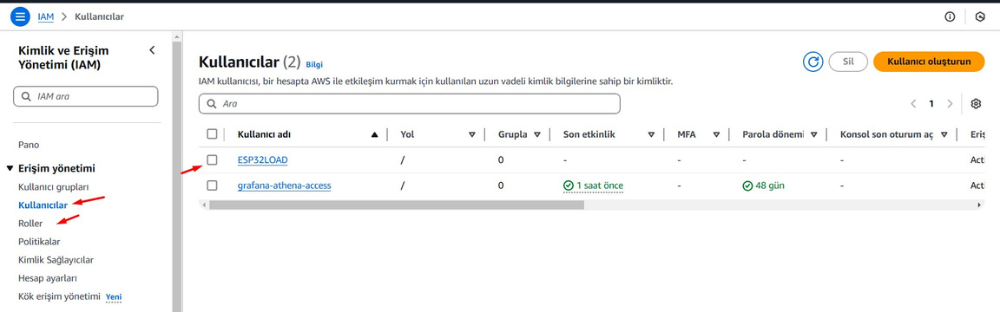 IAM > Kullanıcılar
Kimlik ve Erişim
Yönetimi (IAM)
IAM ara
Pano
Erişim yönetimi
Kullanıcı grupları
Kullanıcılar
Roller
Politikalar
Kimlik Sağlayıcılar
Hesap ayarları
Kök erişim yönetimi Yeni
Kullanıcılar (2) Bilgi
Sil
Kullanıcı oluşturun
IAM kullanıcısı, bir hesapta AWS ile etkileşim kurmak için kullanılan uzun vadeli kimlik bilgilerine sahip bir kimliktir.
Ara
1
Kullanıcı adı Yol Grupla Son etkinlik MFA Parola dönemi Konsol son oturum aç Eriş
ESP32LOAD / 0 - - - - Acti
grafana-athena-access / 0 1 saat önce - 48 gün - Acti